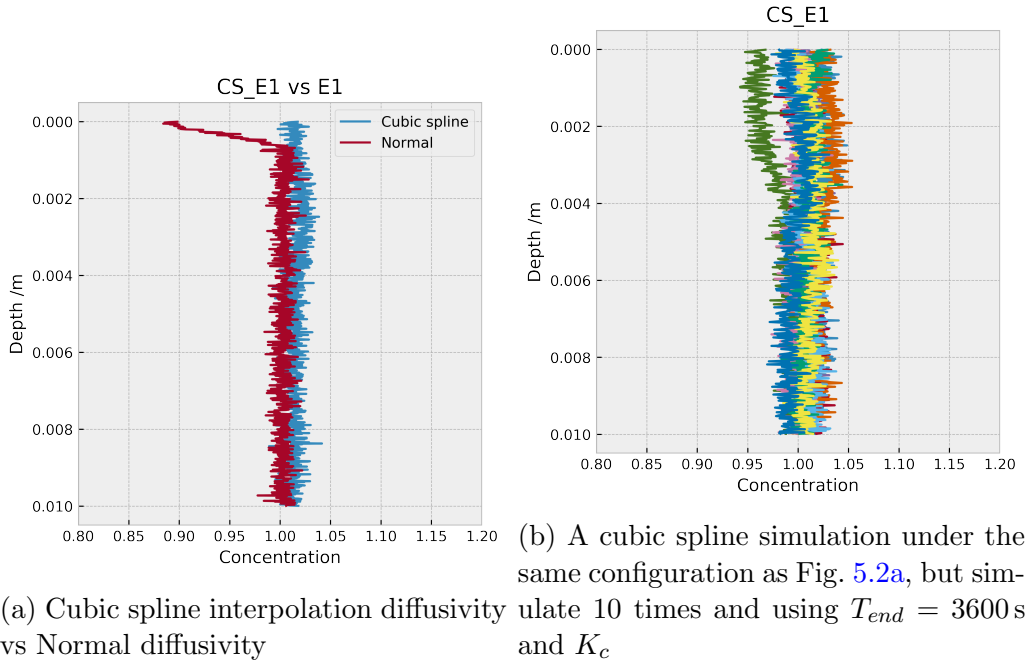 CS_E1 vs E1
Cubic spline
Normal
0.000
0.002
0.004
0.006
0.008
0.010
Depth /m
0.80 0.85 0.90 0.95 1.00 1.05 1.10 1.15 1.20
Concentration
(a) Cubic spline interpolation diffusivity
vs Normal diffusivity
CS_E1
0.000
0.002
0.004
0.006
0.008
0.010
Depth /m
0.80 0.85 0.90 0.95 1.00 1.05 1.10 1.15 1.20
Concentration
(b) A cubic spline simulation under the
same configuration as Fig. 5.2a, but sim-
ulate 10 times and using T_end = 3600 s
and K_c